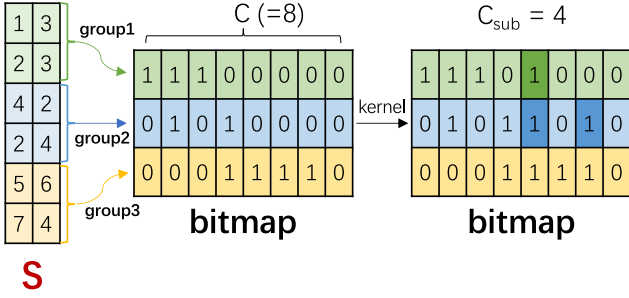 C (=8)
C_sub = 4
1 3
2 3
4 2
2 4
5 6
7 4
group1
group2
group3
1 1 1 0 0 0 0 0
0 1 0 1 0 0 0 0
0 0 0 1 1 1 1 0
kernel
1 1 1 0 1 0 0 0
0 1 0 1 1 0 1 0
0 0 0 1 1 1 1 0
bitmap
bitmap
S